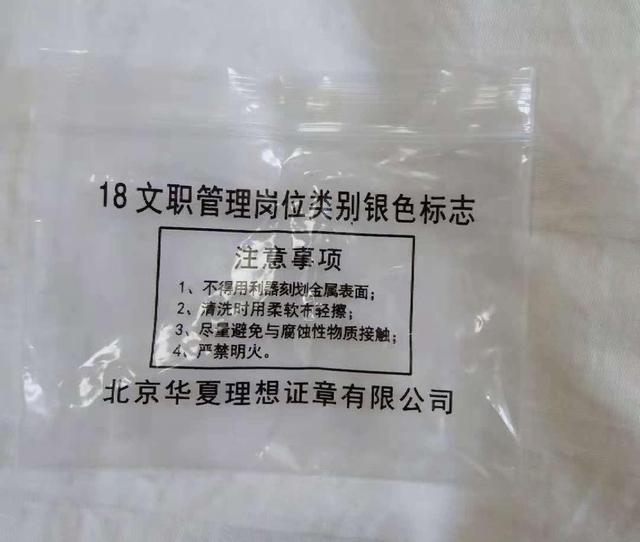 18文职管理岗位类别银色标志
注意事项
1、不得用利器刻划金属表面；
2、清洗时用柔软布轻擦；
3、尽量避免与腐蚀性物质接触；
4、严禁明火。
北京华夏理想证章有限公司